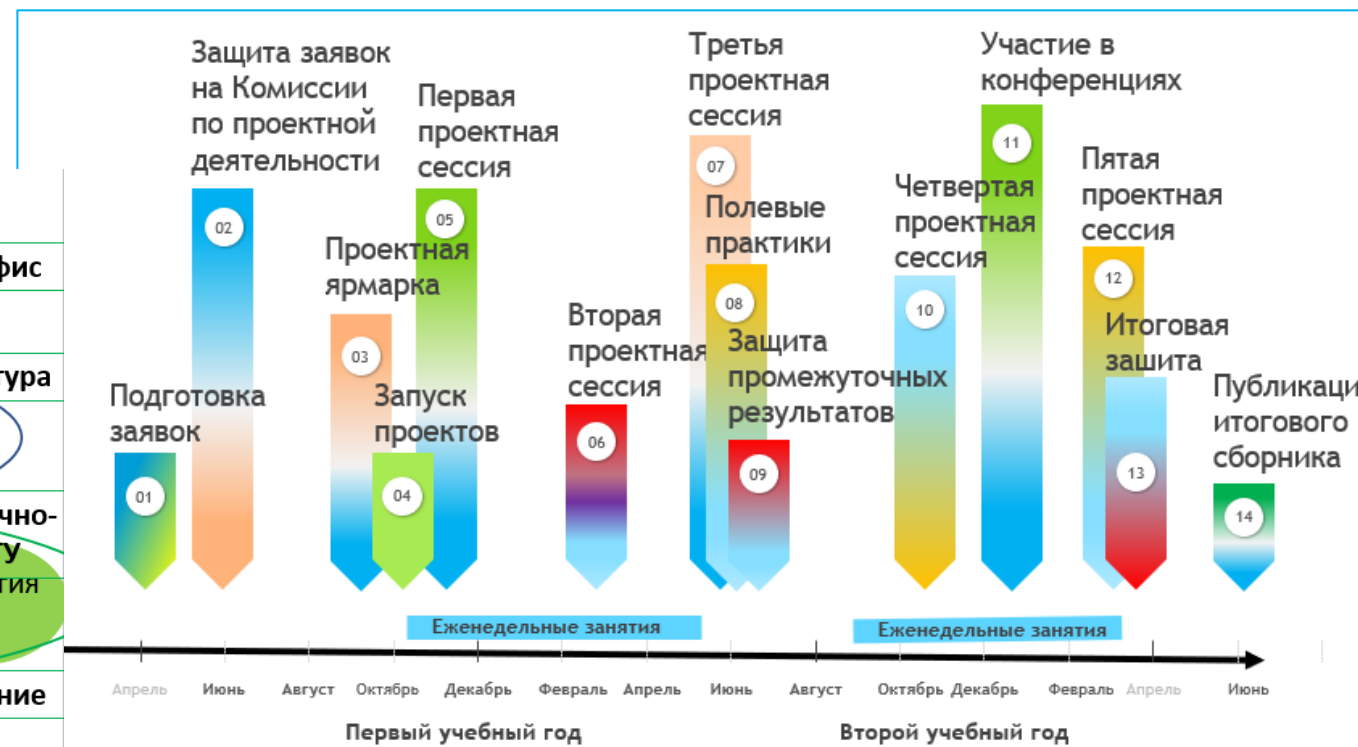 Защита заявок
на Комиссии
по проектной
деятельности
Первая
проектная
сессия
Третья
проектная
сессия
Участие в
конференциях
Пятая
проектная
сессия
Четвертая
проектная
сессия
Полевые
практики
Проектная
ярмарка
Вторая
проектная
сессия
Защита
промежуточных
результатов
Итоговая
зашита
Подготовка
заявок
Запуск
проектов
Публикаци
итогового
сборника
01
02
03
04
05
06
07
08
09
10
11
12
13
14
фис
тура
чно-
ту
тия
ние
Еженедельные занятия
Еженедельные занятия
Апрель Июнь Август Октябрь Декабрь Февраль Апрель Июнь Август Октябрь Декабрь Февраль Апрель Июнь
Первый учебный год
Второй учебный год